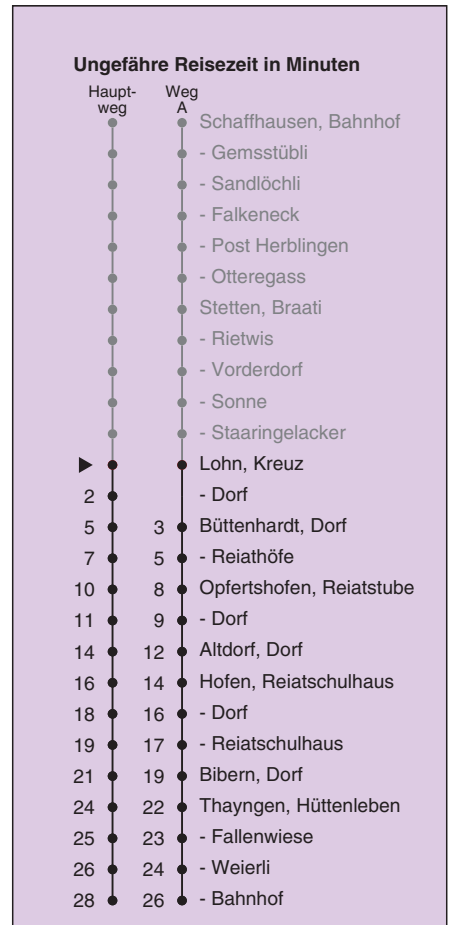 Ungefähre Reisezeit in Minuten
Haupt- Weg
weg A
Schaffhausen, Bahnhof
- Gemsstübli
- Sandlöchli
- Falkeneck
- Post Herblingen
- Otteregass
Stetten, Braati
- Rietwis
- Vorderdorf
- Sonne
- Staaringelacker
Lohn, Kreuz
2 - Dorf
5 3 Büttenhardt, Dorf
7 5 - Reiathöfe
10 8 Opfertshofen, Reiatstube
11 9 - Dorf
14 12 Altdorf, Dorf
16 14 Hofen, Reiatschulhaus
18 16 - Dorf
19 17 - Reiatschulhaus
21 19 Bibern, Dorf
24 22 Thayngen, Hüttenleben
25 23 - Fallenwiese
26 24 - Weierli
28 26 - Bahnhof